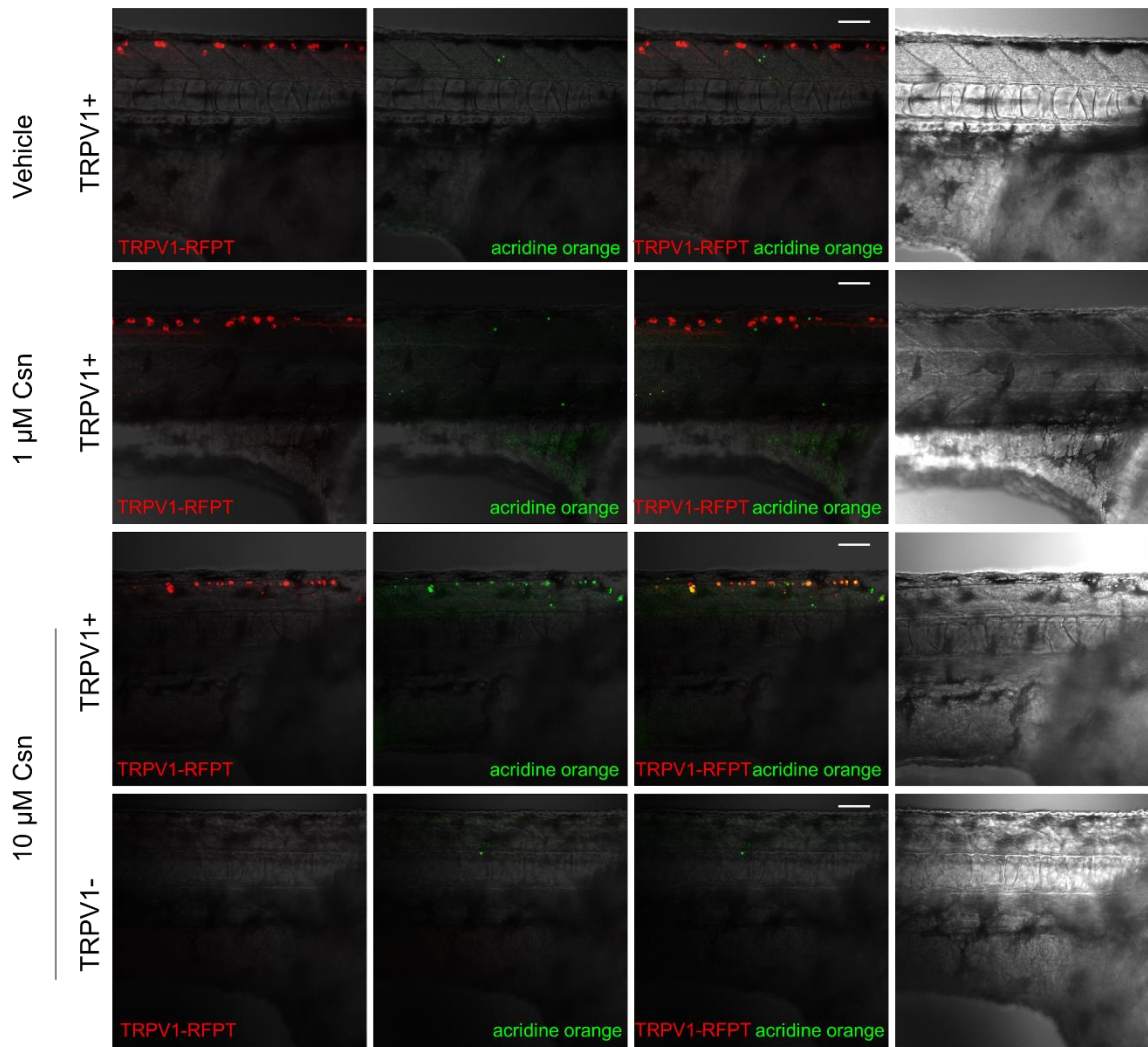 Vehicle
TRPV1+
TRPV1-RFPT
acridine orange
TRPV1-RFPT acridine orange
1 µM Csn
TRPV1+
TRPV1-RFPT
acridine orange
TRPV1-RFPT acridine orange
10 µM Csn
TRPV1+
TRPV1-RFPT
acridine orange
TRPV1-RFPT acridine orange
TRPV1-
TRPV1-RFPT
acridine orange
TRPV1-RFPT acridine orange